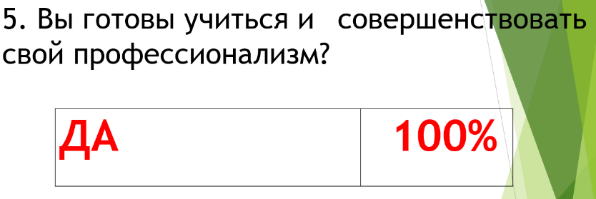 5. Вы готовы учиться и   совершенствовать
свой профессионализм?
ДА 100%